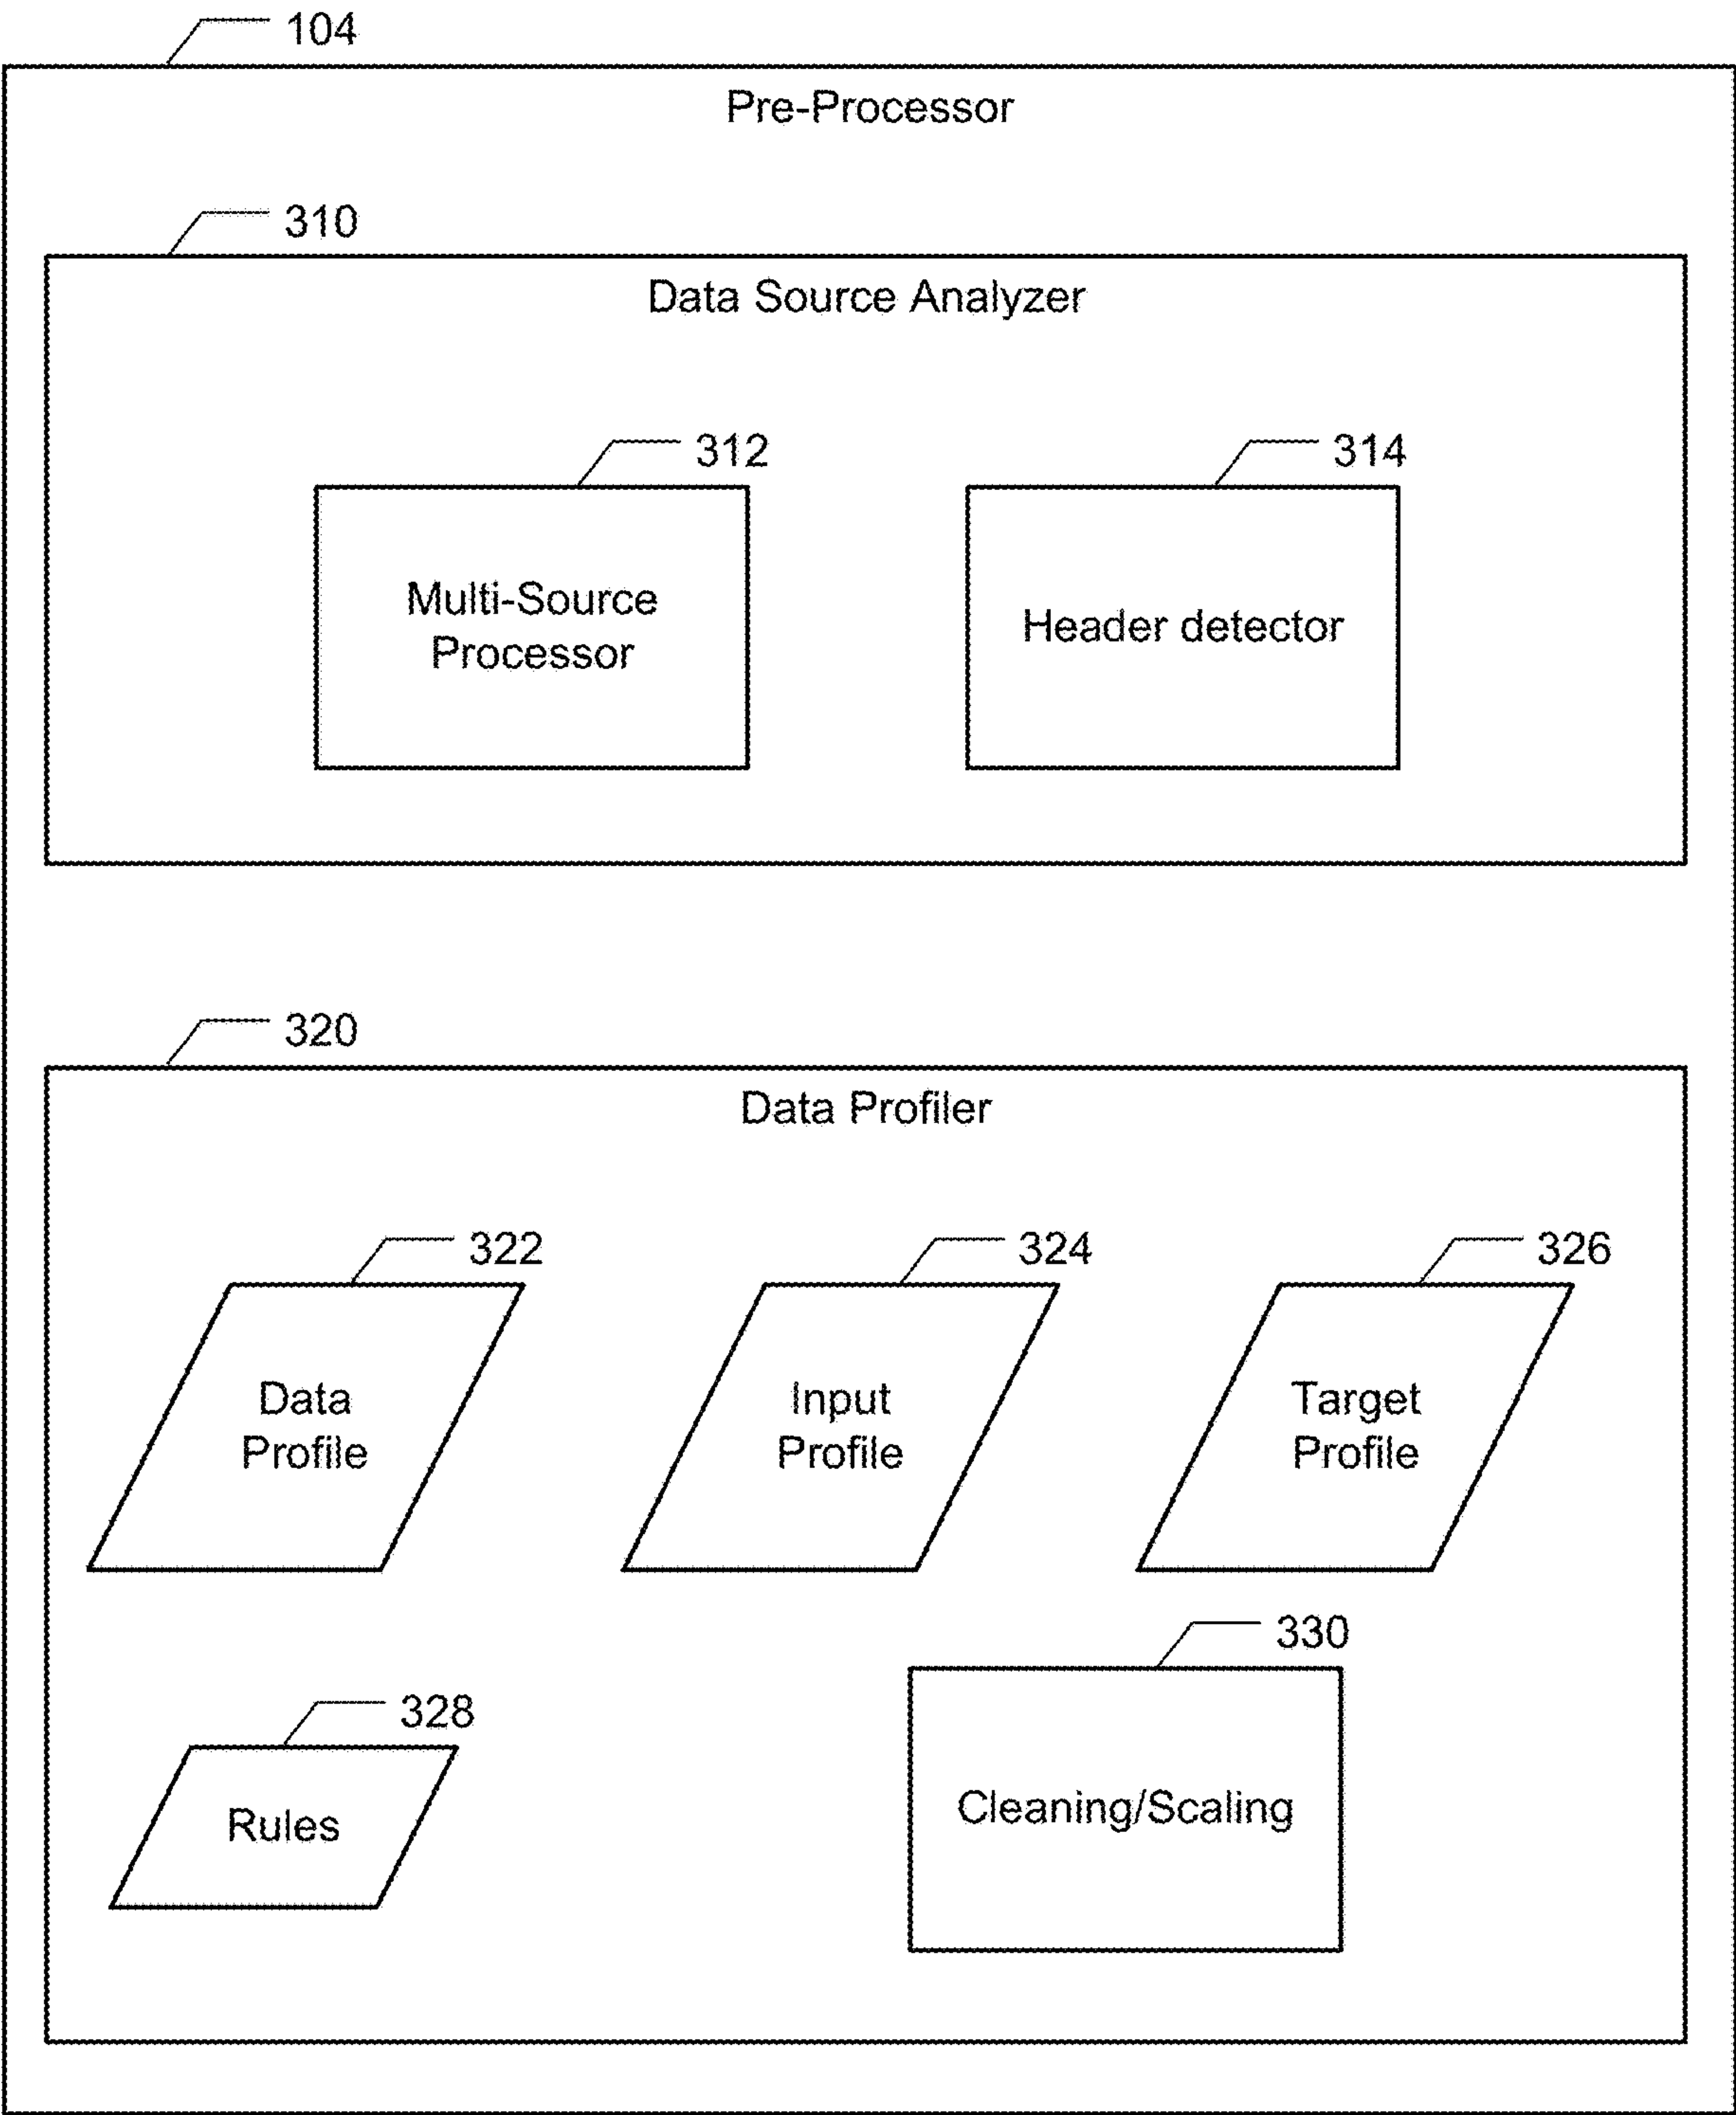 104
Pre-Processor
310
Data Source Analyzer
312
314
Multi-Source
Processor
Header detector
320
Data Profiler
322
324
326
Data
Profile
Input
Profile
Target
Profile
328
Rules
330
Cleaning/Scaling